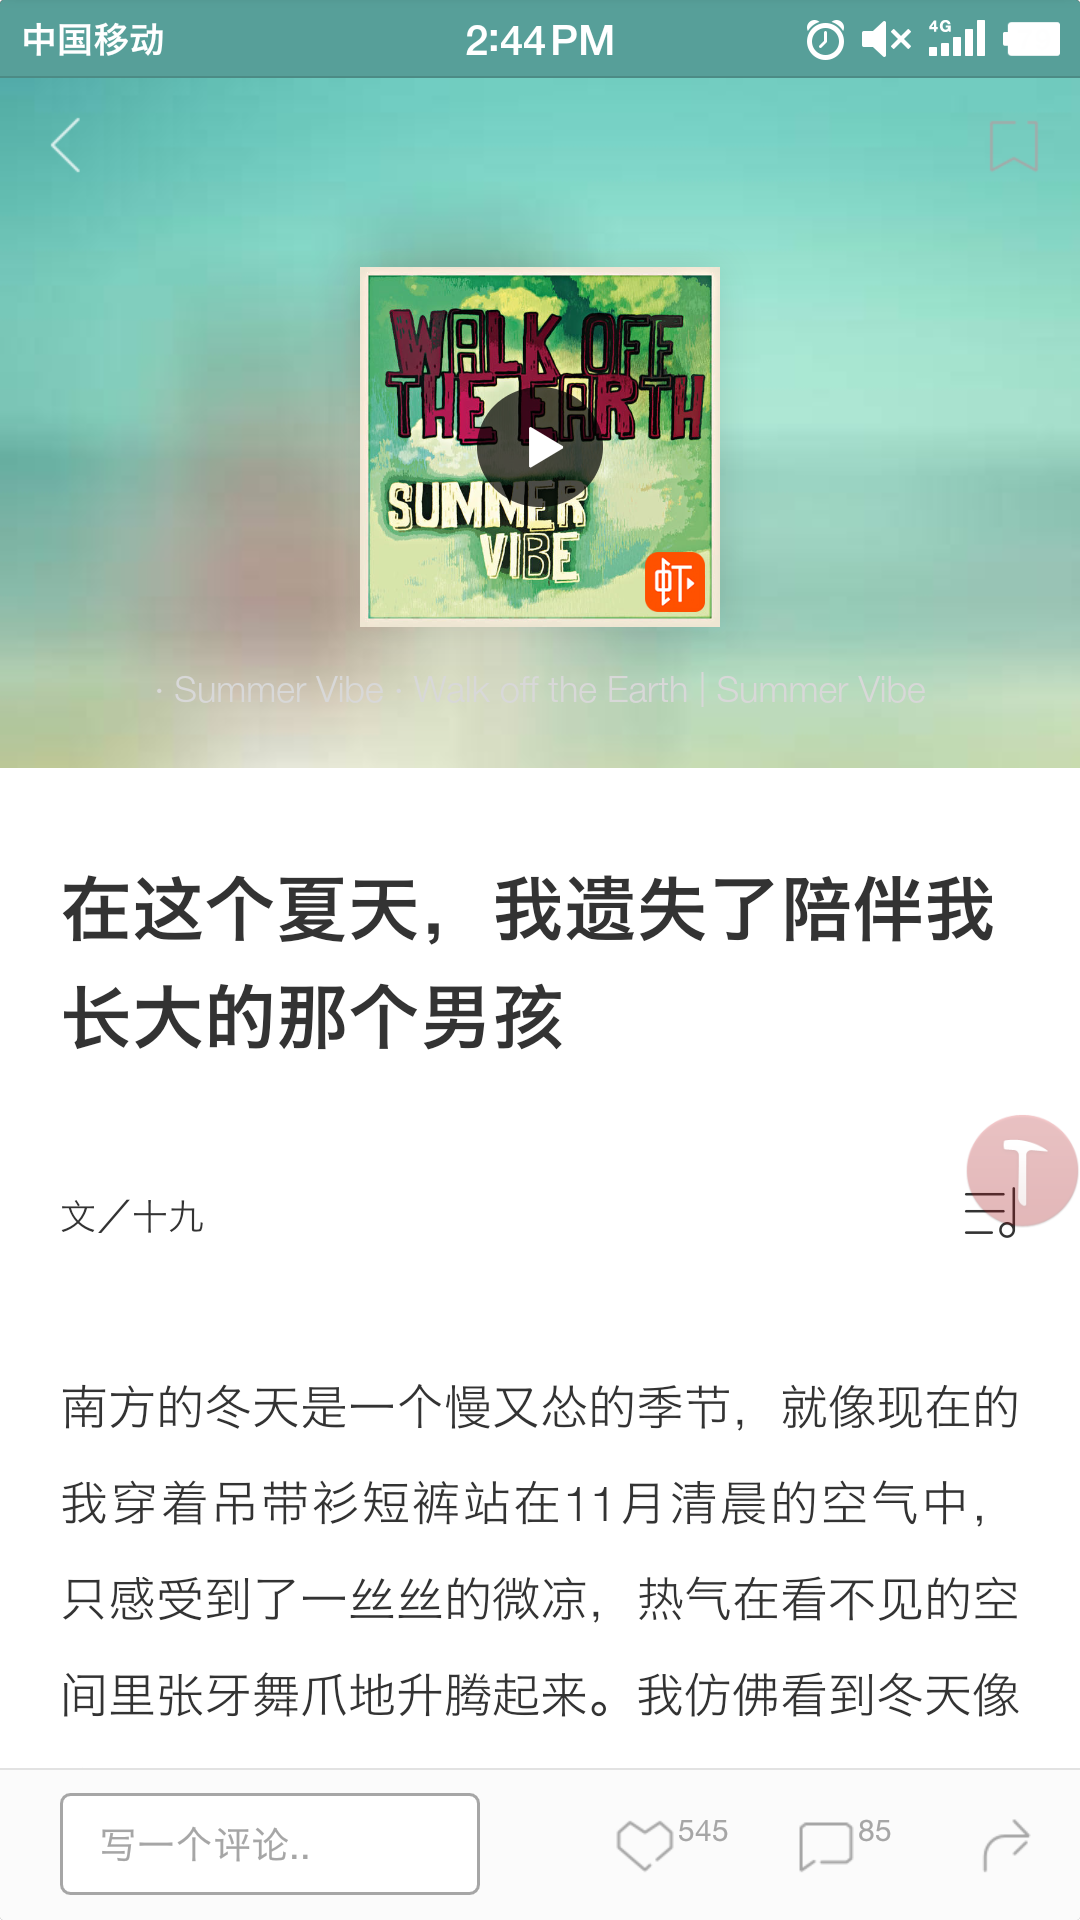 中国移动
2:44PM
4G
WALK OFF
THE EARTH
SUMMER
VIBE
虾
· Summer Vibe · Walk off the Earth | Summer Vibe
在这个夏天，我遗失了陪伴我
长大的那个男孩
文／十九
南方的冬天是一个慢又怂的季节，就像现在的
我穿着吊带衫短裤站在11月清晨的空气中，
只感受到了一丝丝的微凉，热气在看不见的空
间里张牙舞爪地升腾起来。我仿佛看到冬天像
写一个评论..
545
85